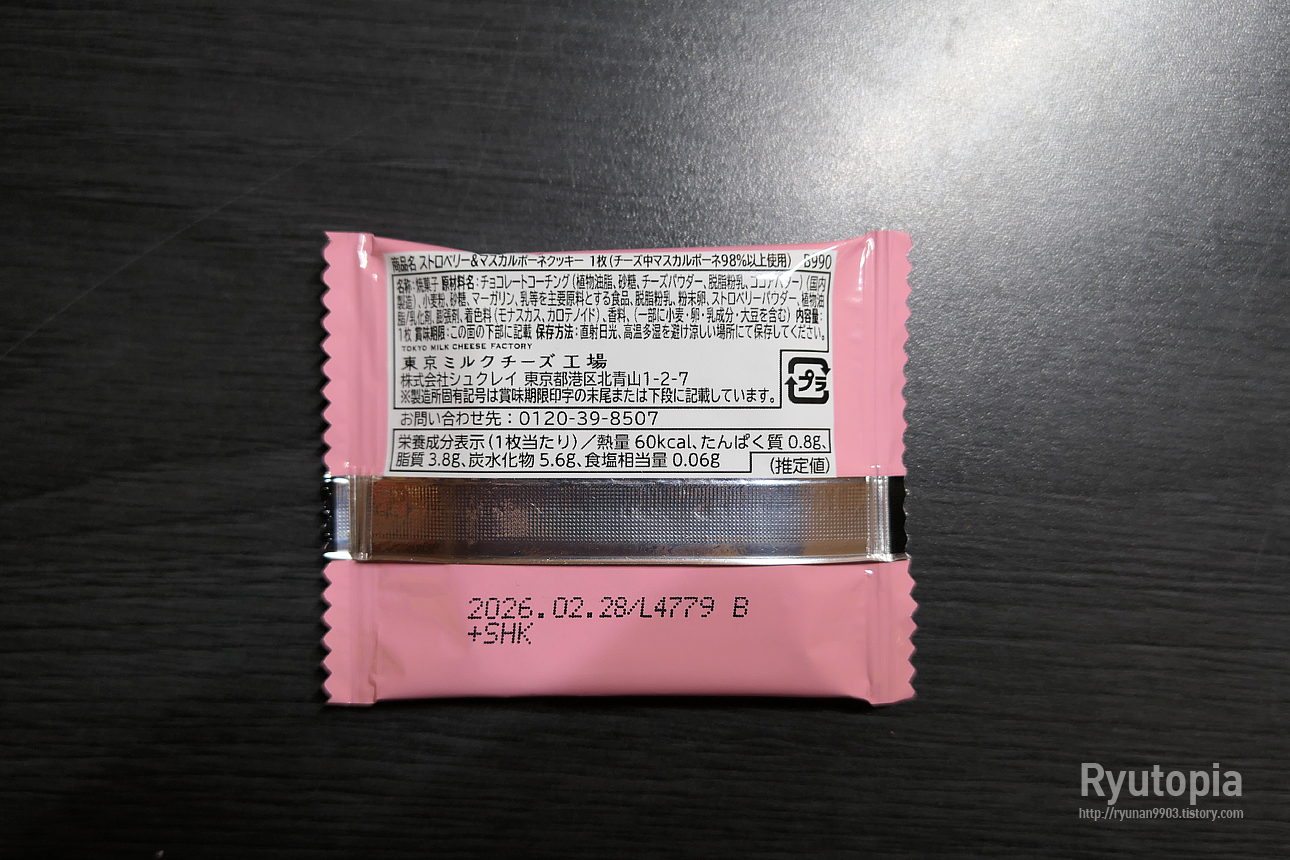 商品名 ストロベリー&マスカルポーネクッキー 1枚(チーズ中マスカルポーネ98%以上使用) B990
名称:焼菓子 原材料名:チョコレートコーチング(植物油脂、砂糖、チーズパウダー、脱脂粉乳、ココアバター)(国内
製造)、小麦粉、砂糖、マーガリン、乳等を主要原料とする食品、脱脂粉乳、粉末卵、ストロベリーパウダー、植物油
脂/乳化剤、膨張剤、着色料(モナスカス、カロテノイド)、香料、(一部に小麦・卵・乳成分・大豆を含む) 内容量:
1枚 賞味期限:この面の下部に記載 保存方法:直射日光、高温多湿を避け涼しい場所にて保存してください。
TOKYO MILK CHEESE FACTORY
東京ミルクチーズ工場
株式会社シュクレイ 東京都港区北青山1-2-7
※製造所固有記号は賞味期限印字の末尾または下段に記載しています。
プラ
お問い合わせ先:0120-39-8507
栄養成分表示(1枚当たり)/熱量 60kcal、たんぱく質 0.8g、
脂質 3.8g、炭水化物 5.6g、食塩相当量 0.06g (推定値)
2026.02.28/L4779 B
+SHK
Ryutopia
http://ryunan9903.tistory.com